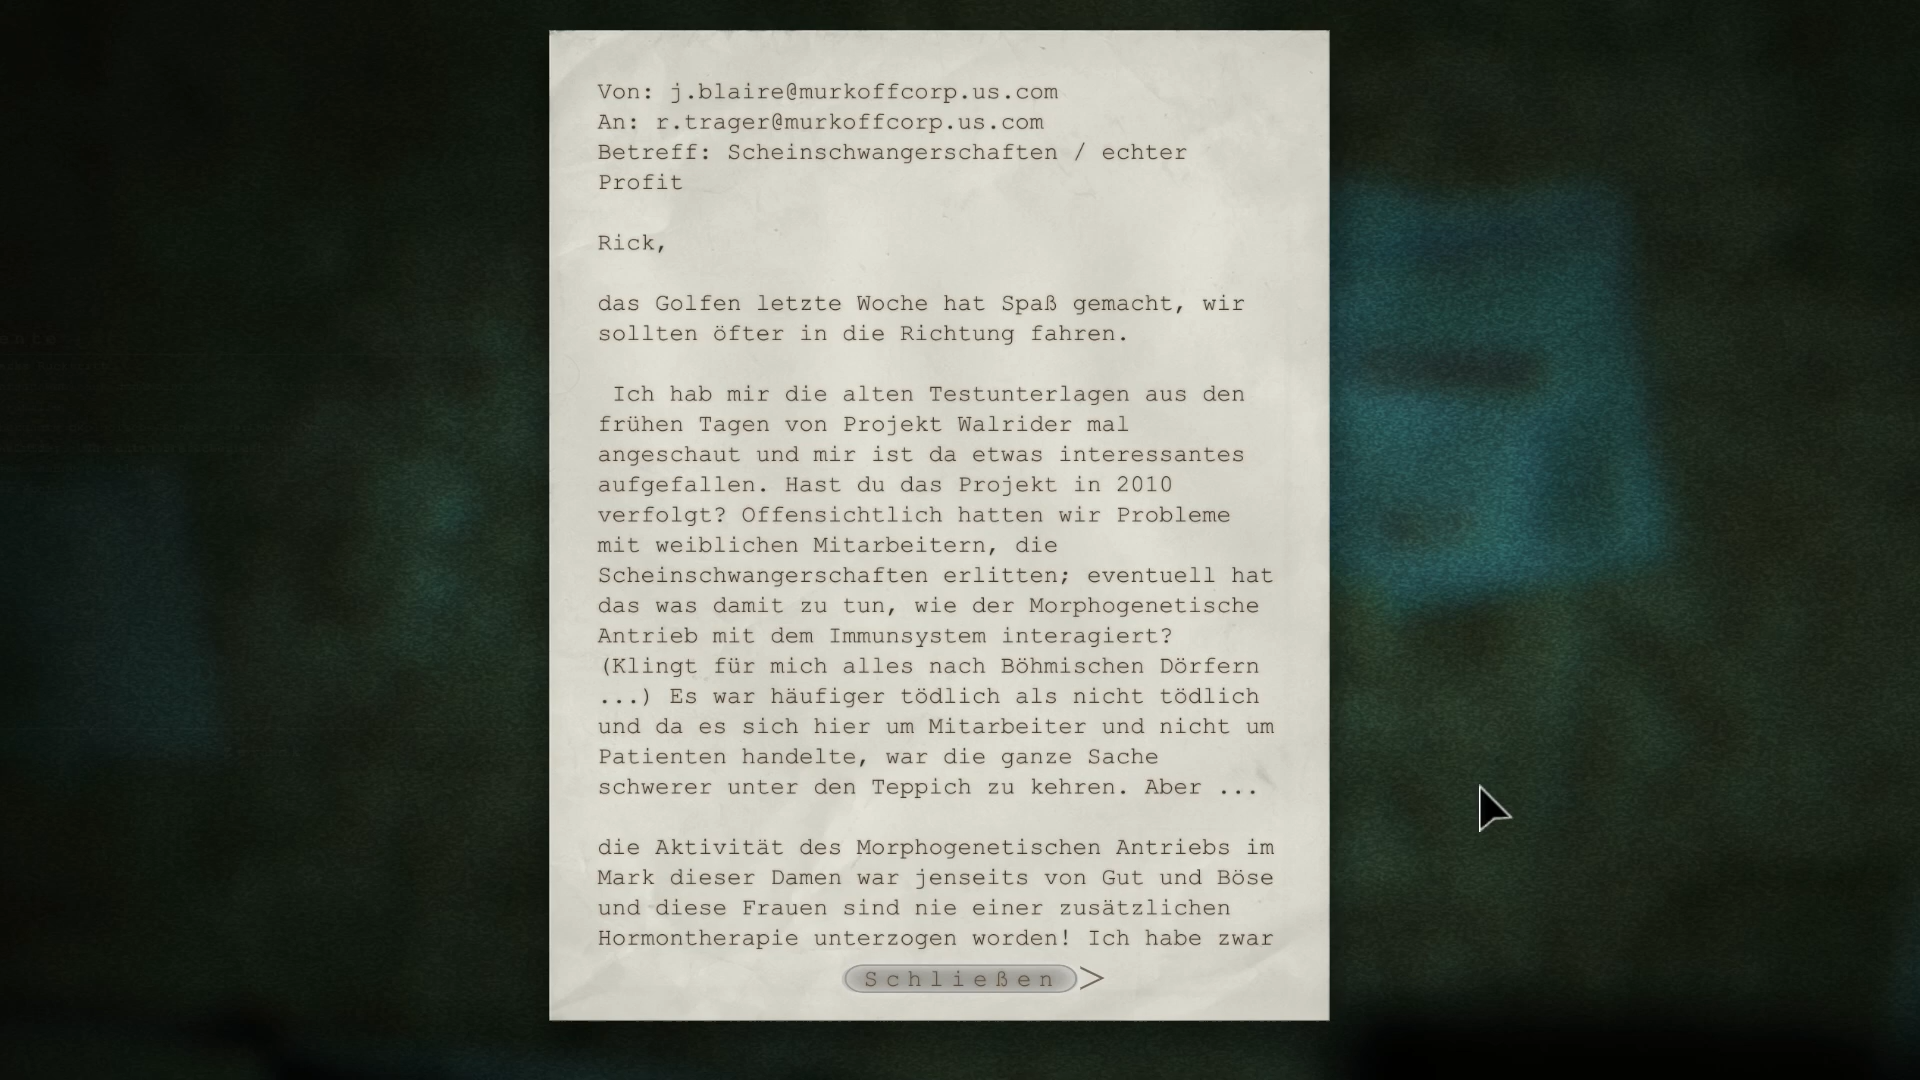 Von: j.blaire@murkoffcorp.us.com
An: r.trager@murkoffcorp.us.com
Betreff: Scheinschwangerschaften / echter
Profit
Rick,
das Golfen letzte Woche hat Spaß gemacht, wir
sollten öfter in die Richtung fahren.
Ich hab mir die alten Testunterlagen aus den
frühen Tagen von Projekt Walrider mal
angeschaut und mir ist da etwas interessantes
aufgefallen. Hast du das Projekt in 2010
verfolgt? Offensichtlich hatten wir Probleme
mit weiblichen Mitarbeitern, die
Scheinschwangerschaften erlitten; eventuell hat
das was damit zu tun, wie der Morphogenetische
Antrieb mit dem Immunsystem interagiert?
(Klingt für mich alles nach Böhmischen Dörfern
...) Es war häufiger tödlich als nicht tödlich
und da es sich hier um Mitarbeiter und nicht um
Patienten handelte, war die ganze Sache
schwerer unter den Teppich zu kehren. Aber ...
die Aktivität des Morphogenetischen Antriebs im
Mark dieser Damen war jenseits von Gut und Böse
und diese Frauen sind nie einer zusätzlichen
Hormontherapie unterzogen worden! Ich habe zwar
Schließen >